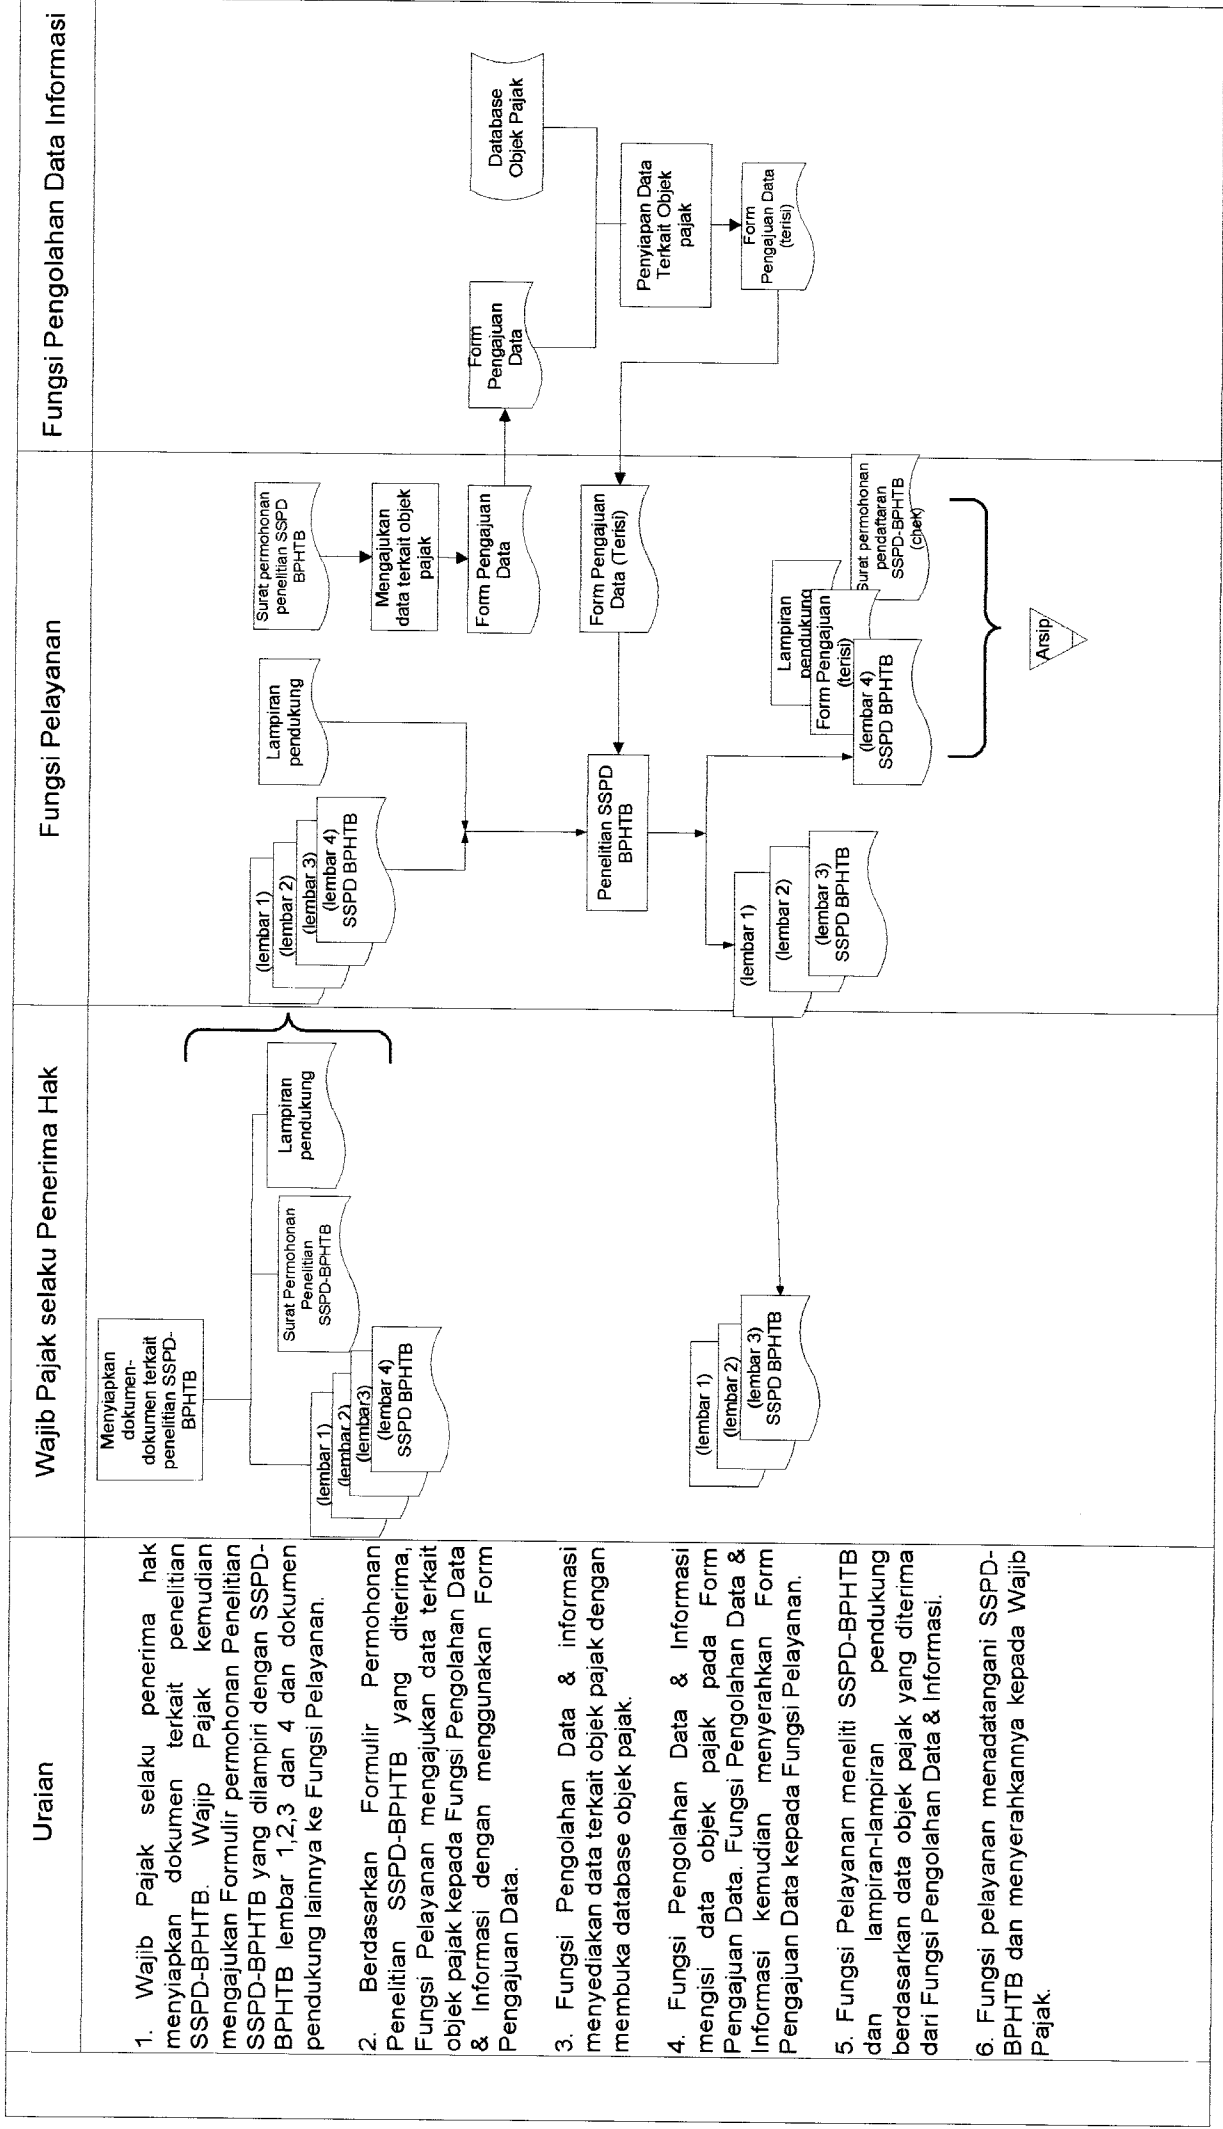 Uraian
Wajib Pajak selaku Penerima Hak
Fungsi Pelayanan
Fungsi Pengolahan Data Informasi
1. Wajib Pajak selaku penerima hak
menyiapkan dokumen terkait penelitian
SSPD-BPHTB. Wajip Pajak kemudian
mengajukan Formulir permohonan Penelitian
SSPD-BPHTB yang dilampiri dengan SSPD-
BPHTB lembar 1,2,3 dan 4 dan dokumen
pendukung lainnya ke Fungsi Pelayanan.
2. Berdasarkan Formulir Permohonan
Penelitian SSPD-BPHTB yang diterima,
Fungsi Pelayanan mengajukan data terkait
objek pajak kepada Fungsi Pengolahan Data
& Informasi dengan menggunakan Form
Pengajuan Data.
3. Fungsi Pengolahan Data & informasi
menyediakan data terkait objek pajak dengan
membuka database objek pajak.
4. Fungsi Pengolahan Data & Informasi
mengisi data objek pajak pada Form
Pengajuan Data. Fungsi Pengolahan Data &
Informasi kemudian menyerahkan Form
Pengajuan Data kepada Fungsi Pelayanan.
5. Fungsi Pelayanan meneliti SSPD-BPHTB
dan lampiran-lampiran pendukung
berdasarkan data objek pajak yang diterima
dari Fungsi Pengolahan Data & Informasi.
6. Fungsi pelayanan menadatangani SSPD-
BPHTB dan menyerahkannya kepada Wajib
Pajak.
Menyiapkan
dokumen-
dokumen terkait
penelitian SSPD-
BPHTB
(lembar 1)
(lembar 2)
(lembar3)
(lembar 4)
SSPD BPHTB
Surat Permohonan
Penelitian
SSPD-BPHTB
Lampiran
pendukung
(lembar 1)
(lembar 2)
(lembar 3)
SSPD BPHTB
(lembar 1)
(lembar 2)
(lembar 3)
(lembar 4)
SSPD BPHTB
Lampiran
pendukung
Surat permohonan
penelitian SSPD
BPHTB
Mengajukan
data terkait objek
pajak
Form Pengajuan
Data
Form Pengajuan
Data (Terisi)
Penelitian SSPD
BPHTB
(lembar 1)
(lembar 2)
(lembar 3)
SSPD BPHTB
(lembar 4)
SSPD BPHTB
Form Pengajuan
(terisi)
Lampiran
pendukung
Surat permohonan
pendaftaran
SSPD-BPHTB
(chek)
Arsip
Form
Pengajuan
Data
Database
Objek Pajak
Penyiapan Data
Terkait Objek
pajak
Form
Pengajuan Data
(terisi)